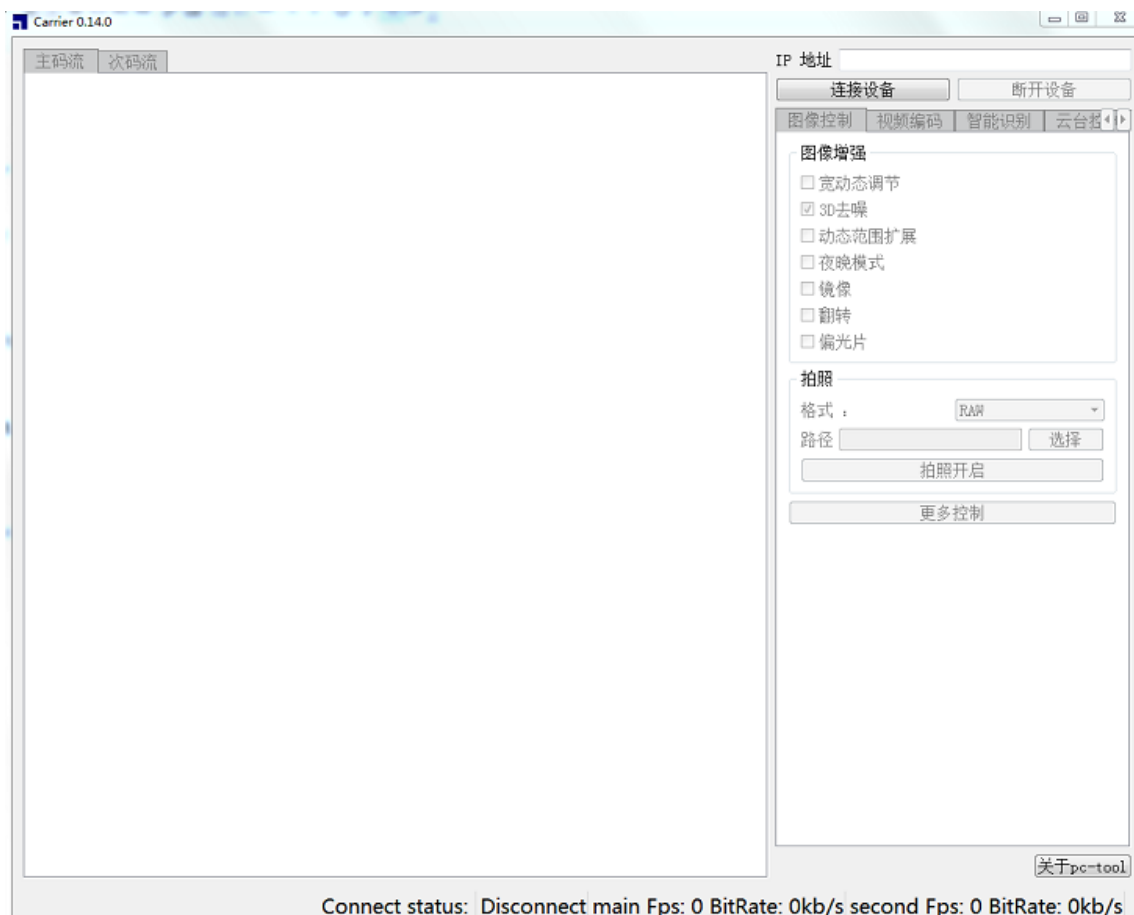 Carrier 0.14.0
主码流 次码流
IP 地址
连接设备 断开设备
图像控制 视频编码 智能识别 云台控
图像增强
宽动态调节
3D去噪
动态范围扩展
夜晚模式
镜像
翻转
偏光片
拍照
格式 : RAW
路径 选择
拍照开启
更多控制
关于pc-tool
Connect status: Disconnect main Fps: 0 BitRate: 0kb/s second Fps: 0 BitRate: 0kb/s